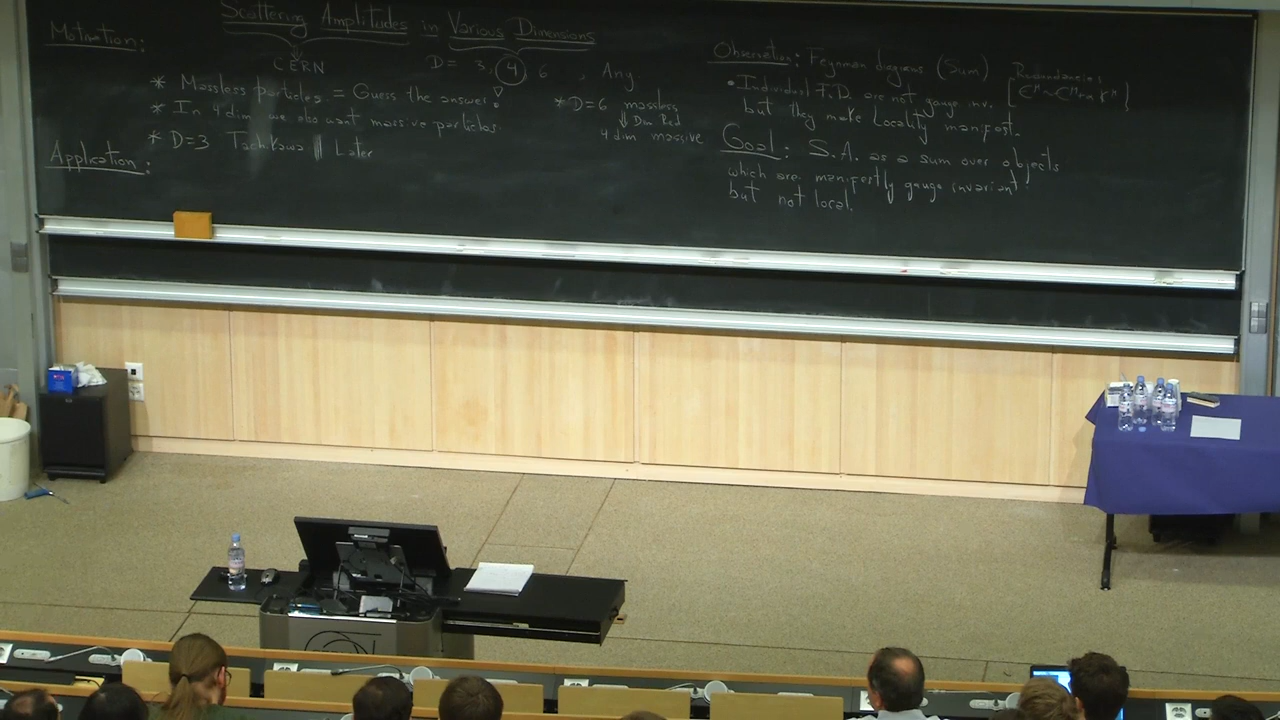 Scattering Amplitudes in Various Dimensions
Motivation:
CERN
D= 3, 4, 6, Any
* Massless particles = Guess the answer!
* In 4 dim we also want massive particles.
* D=3 Later
* D=6 massless
⇓ Dim Red
4 dim massive
Application:
Observation: Feynman diagrams (Sum)
• Individual F.D. are not gauge inv.
but they make Locality manifest.
Redundancies
Goal: S.A. as a sum over objects
which are manifestly gauge invariant
but not local.